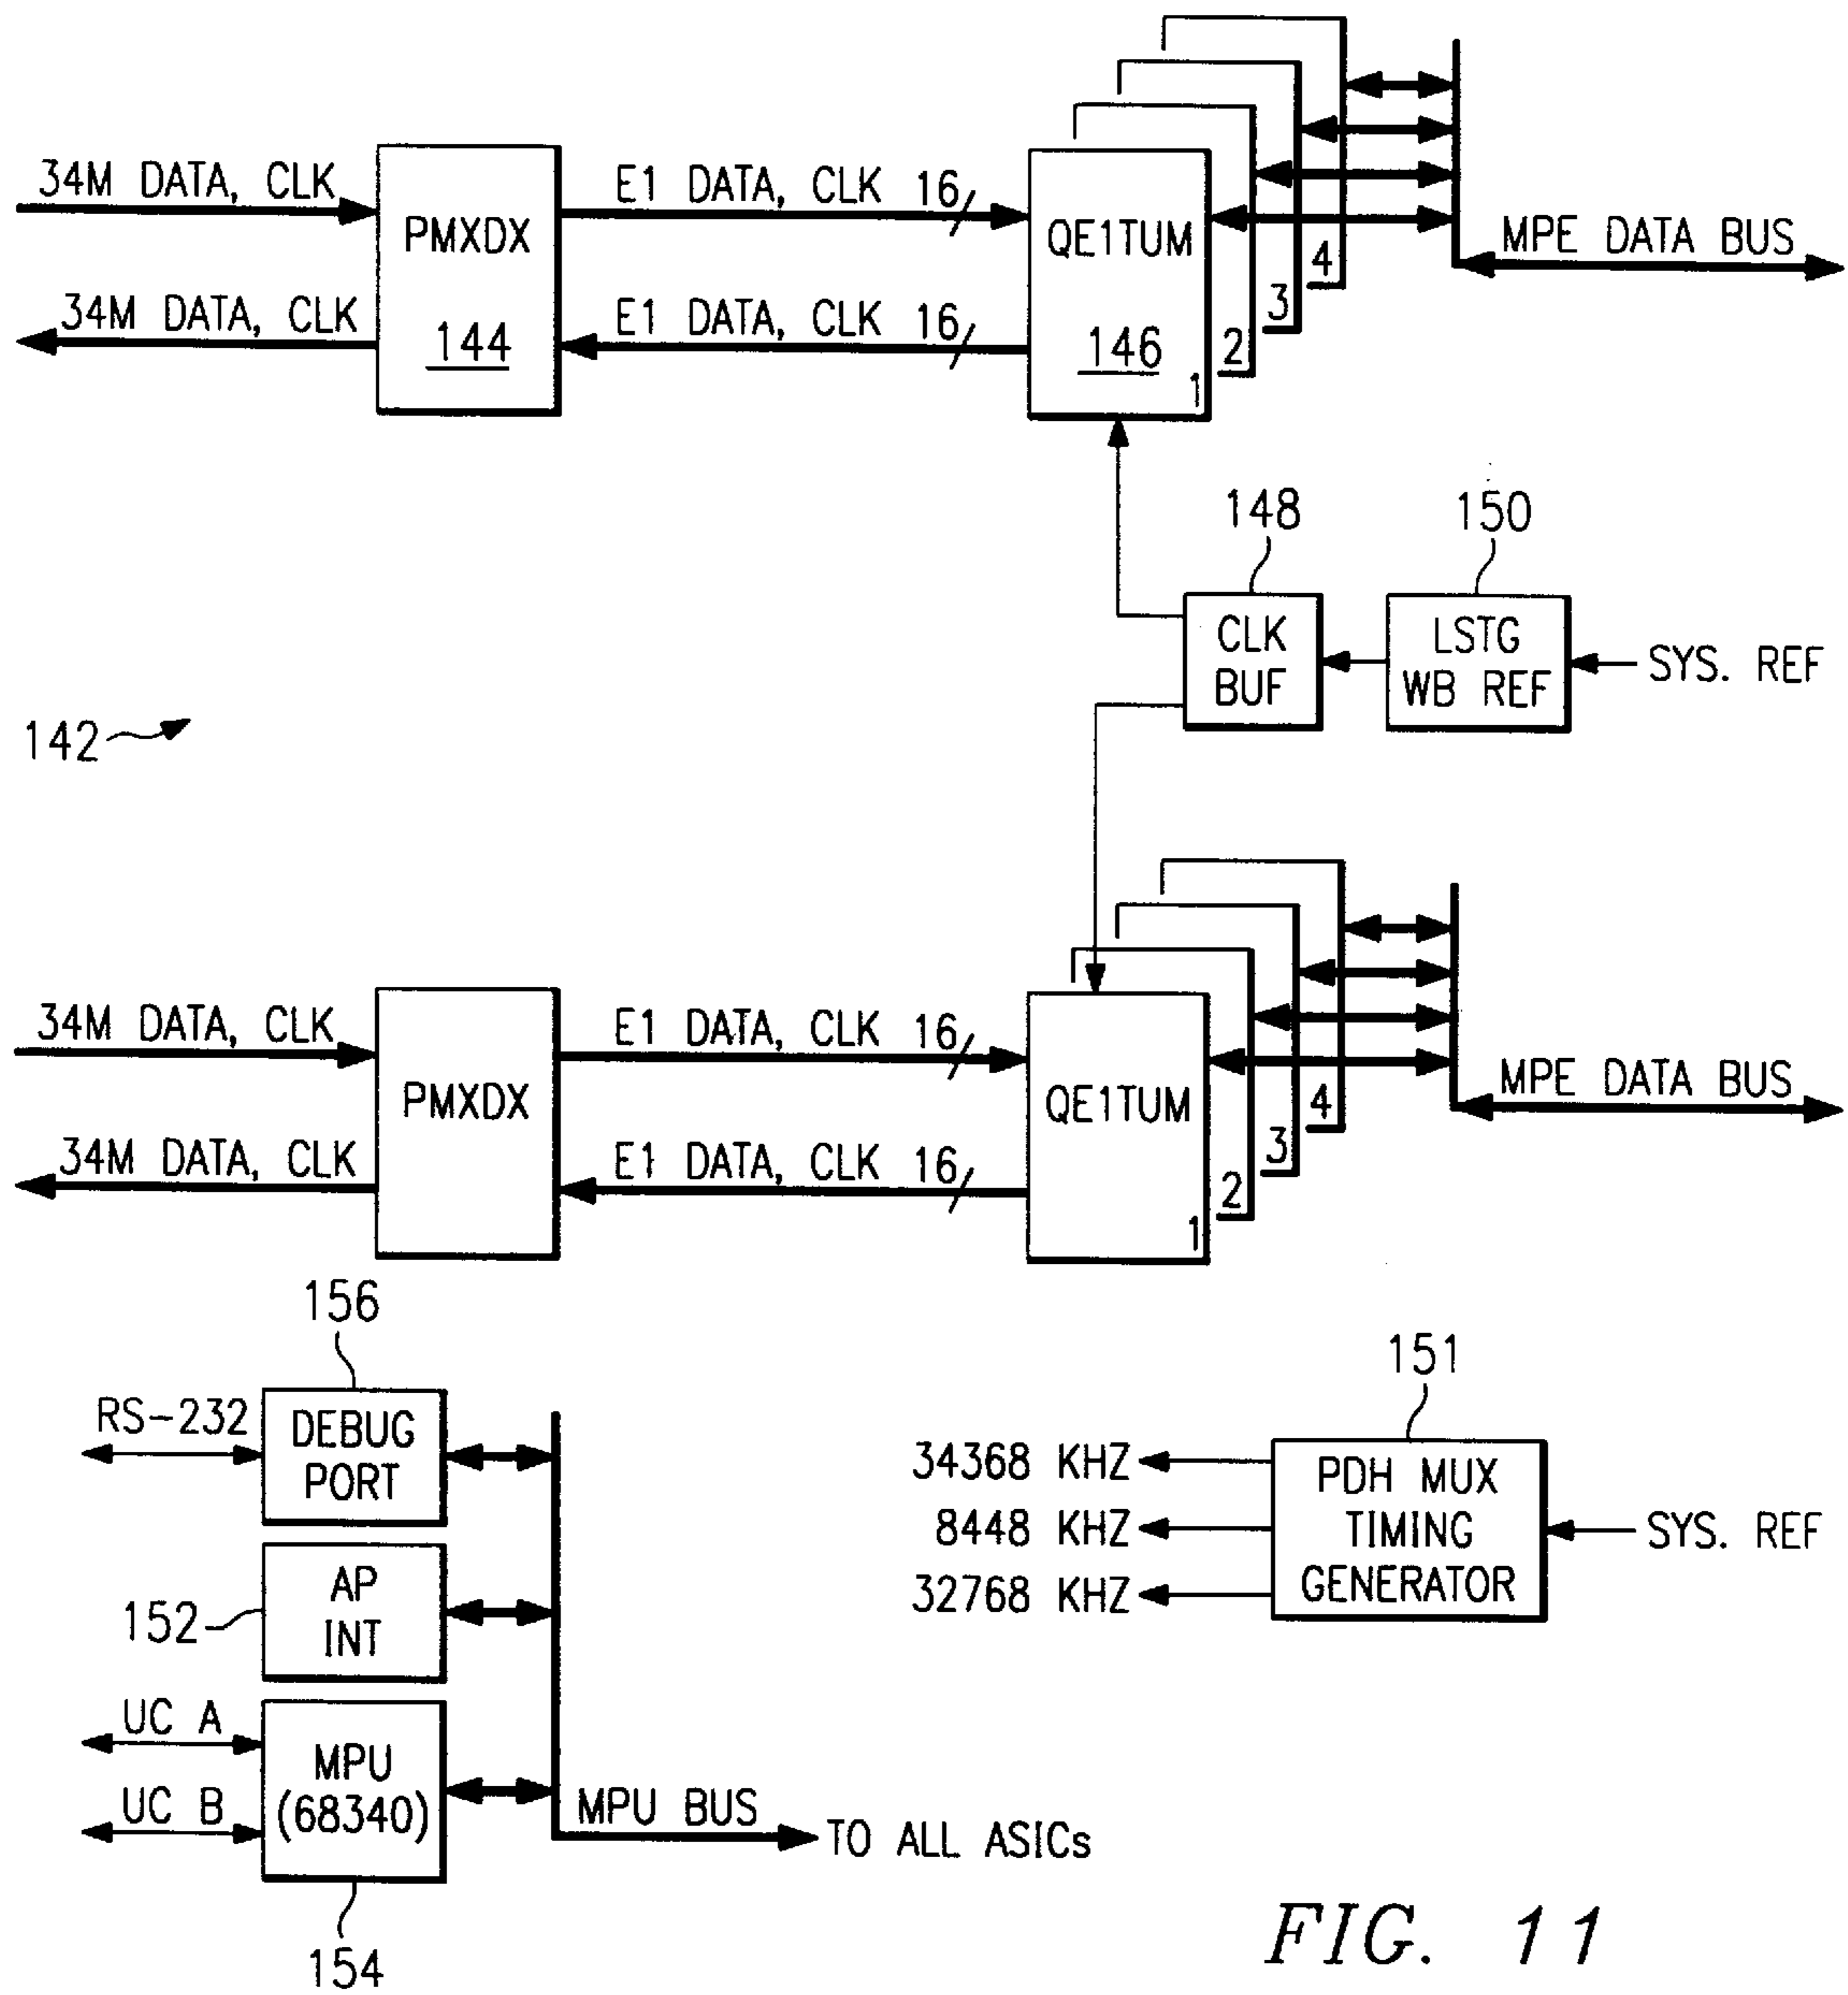 34M DATA, CLK
34M DATA, CLK
PMXDX
144
E1 DATA, CLK 16
E1 DATA, CLK 16
QE1TUM
146
1
2
3
4
MPE DATA BUS
148
CLK
BUF
150
LSTG
WB REF
SYS. REF
142
34M DATA, CLK
34M DATA, CLK
PMXDX
E1 DATA, CLK 16
E1 DATA, CLK 16
QE1TUM
1
2
3
4
MPE DATA BUS
156
RS-232
DEBUG
PORT
152
AP
INT
UC A
UC B
MPU
(68340)
154
MPU BUS
TO ALL ASICs
151
34368 KHZ
8448 KHZ
32768 KHZ
PDH MUX
TIMING
GENERATOR
SYS. REF
FIG. 11